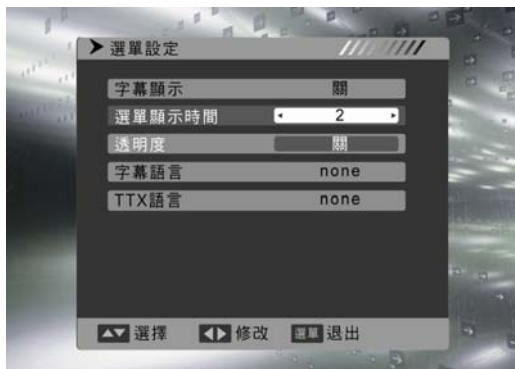 選單設定
字幕顯示 關
選單顯示時間 2
透明度 關
字幕語言 none
TTX語言 none
選擇 修改 選單 退出